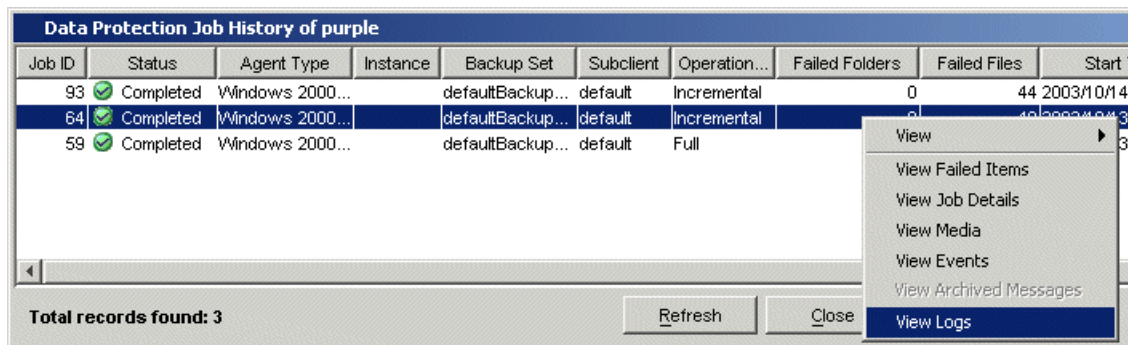 Data Protection Job History of purple
Job ID Status Agent Type Instance Backup Set Subclient Operation... Failed Folders Failed Files Start
93 Completed Windows 2000... defaultBackup... default Incremental 0 44 2003/10/14
64 Completed Windows 2000... defaultBackup... default Incremental
59 Completed Windows 2000... defaultBackup... default Full
View
View Failed Items
View Job Details
View Media
View Events
View Archived Messages
View Logs
Total records found: 3 Refresh Close